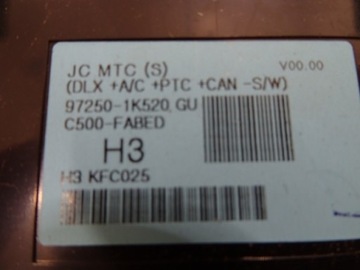 JC MTC (S) V00.00
(DLX +A/C +PTC +CAN -S/W)
97250-1K520, GU
C500-FABED
H3
H3 KFC025